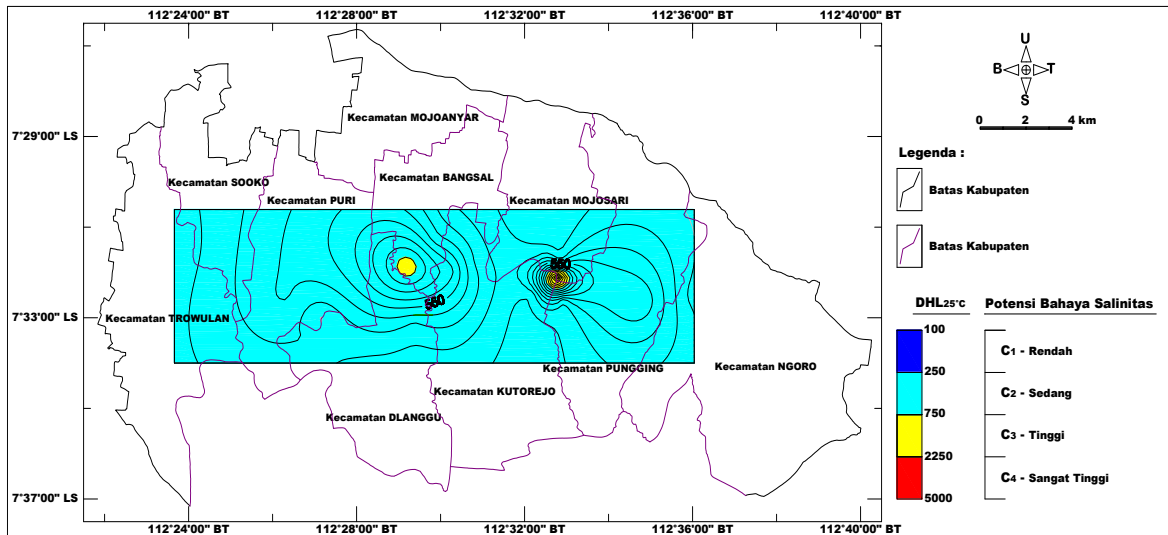 112°24'00" BT 112°28'00" BT 112°32'00" BT 112°36'00" BT 112°40'00" BT
U
B T
S
0 2 4 km
7°29'00" LS
7°33'00" LS
7°37'00" LS
Kecamatan MOJOANYAR
Kecamatan SOOKO
Kecamatan BANGSAL
Kecamatan PURI
Kecamatan MOJOSARI
560
550
Kecamatan TROWULAN
Kecamatan PUNGGING
Kecamatan NGORO
Kecamatan KUTOREJO
Kecamatan DLANGGU
Legenda :
Batas Kabupaten
Batas Kabupaten
DHL25°C Potensi Bahaya Salinitas
100
C1 - Rendah
250
C2 - Sedang
750
C3 - Tinggi
2250
C4 - Sangat Tinggi
5000
112°24'00" BT 112°28'00" BT 112°32'00" BT 112°36'00" BT 112°40'00" BT